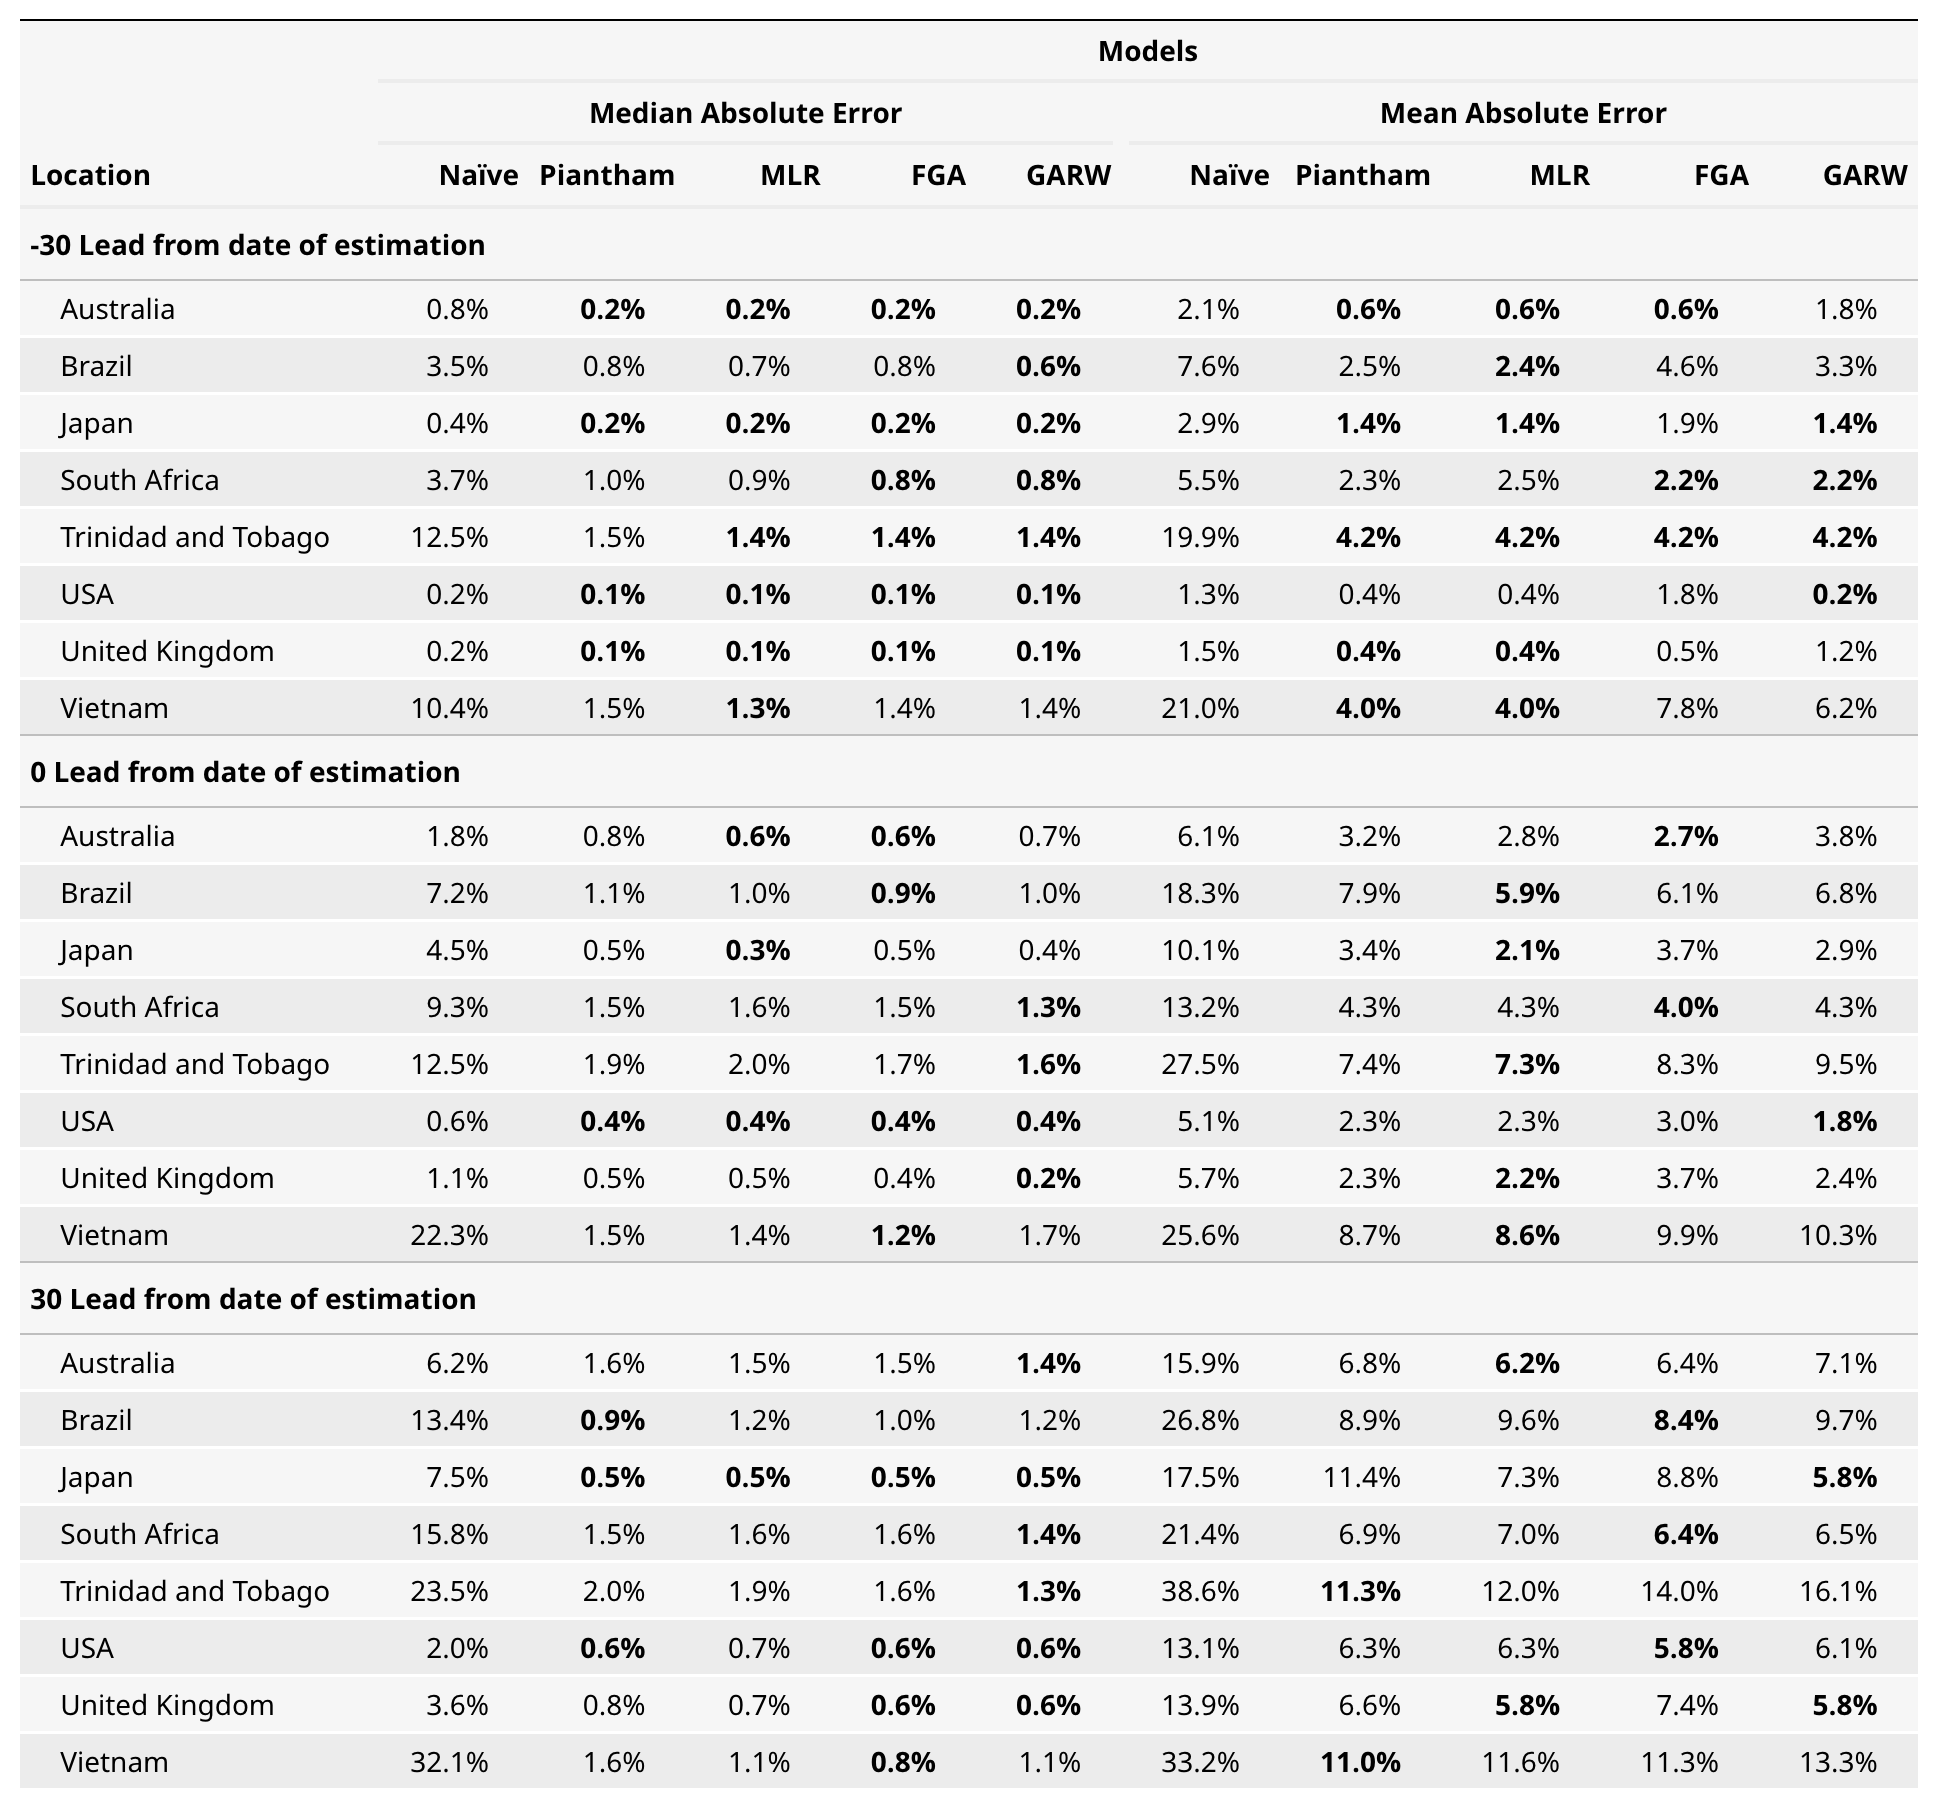 Models
Median Absolute Error Mean Absolute Error
Location Naïve Piantham MLR FGA GARW Naïve Piantham MLR FGA GARW
-30 Lead from date of estimation
Australia 0.8% 0.2% 0.2% 0.2% 0.2% 2.1% 0.6% 0.6% 0.6% 1.8%
Brazil 3.5% 0.8% 0.7% 0.8% 0.6% 7.6% 2.5% 2.4% 4.6% 3.3%
Japan 0.4% 0.2% 0.2% 0.2% 0.2% 2.9% 1.4% 1.4% 1.9% 1.4%
South Africa 3.7% 1.0% 0.9% 0.8% 0.8% 5.5% 2.3% 2.5% 2.2% 2.2%
Trinidad and Tobago 12.5% 1.5% 1.4% 1.4% 1.4% 19.9% 4.2% 4.2% 4.2% 4.2%
USA 0.2% 0.1% 0.1% 0.1% 0.1% 1.3% 0.4% 0.4% 1.8% 0.2%
United Kingdom 0.2% 0.1% 0.1% 0.1% 0.1% 1.5% 0.4% 0.4% 0.5% 1.2%
Vietnam 10.4% 1.5% 1.3% 1.4% 1.4% 21.0% 4.0% 4.0% 7.8% 6.2%
0 Lead from date of estimation
Australia 1.8% 0.8% 0.6% 0.6% 0.7% 6.1% 3.2% 2.8% 2.7% 3.8%
Brazil 7.2% 1.1% 1.0% 0.9% 1.0% 18.3% 7.9% 5.9% 6.1% 6.8%
Japan 4.5% 0.5% 0.3% 0.5% 0.4% 10.1% 3.4% 2.1% 3.7% 2.9%
South Africa 9.3% 1.5% 1.6% 1.5% 1.3% 13.2% 4.3% 4.3% 4.0% 4.3%
Trinidad and Tobago 12.5% 1.9% 2.0% 1.7% 1.6% 27.5% 7.4% 7.3% 8.3% 9.5%
USA 0.6% 0.4% 0.4% 0.4% 0.4% 5.1% 2.3% 2.3% 3.0% 1.8%
United Kingdom 1.1% 0.5% 0.5% 0.4% 0.2% 5.7% 2.3% 2.2% 3.7% 2.4%
Vietnam 22.3% 1.5% 1.4% 1.2% 1.7% 25.6% 8.7% 8.6% 9.9% 10.3%
30 Lead from date of estimation
Australia 6.2% 1.6% 1.5% 1.5% 1.4% 15.9% 6.8% 6.2% 6.4% 7.1%
Brazil 13.4% 0.9% 1.2% 1.0% 1.2% 26.8% 8.9% 9.6% 8.4% 9.7%
Japan 7.5% 0.5% 0.5% 0.5% 0.5% 17.5% 11.4% 7.3% 8.8% 5.8%
South Africa 15.8% 1.5% 1.6% 1.6% 1.4% 21.4% 6.9% 7.0% 6.4% 6.5%
Trinidad and Tobago 23.5% 2.0% 1.9% 1.6% 1.3% 38.6% 11.3% 12.0% 14.0% 16.1%
USA 2.0% 0.6% 0.7% 0.6% 0.6% 13.1% 6.3% 6.3% 5.8% 6.1%
United Kingdom 3.6% 0.8% 0.7% 0.6% 0.6% 13.9% 6.6% 5.8% 7.4% 5.8%
Vietnam 32.1% 1.6% 1.1% 0.8% 1.1% 33.2% 11.0% 11.6% 11.3% 13.3%